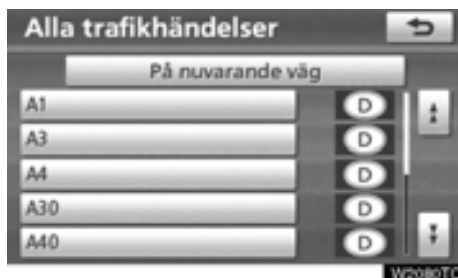 Alla trafikhändelser
På nuvarande väg
A1 D
A3 D
A4 D
A30 D
A40 D
W2080TC